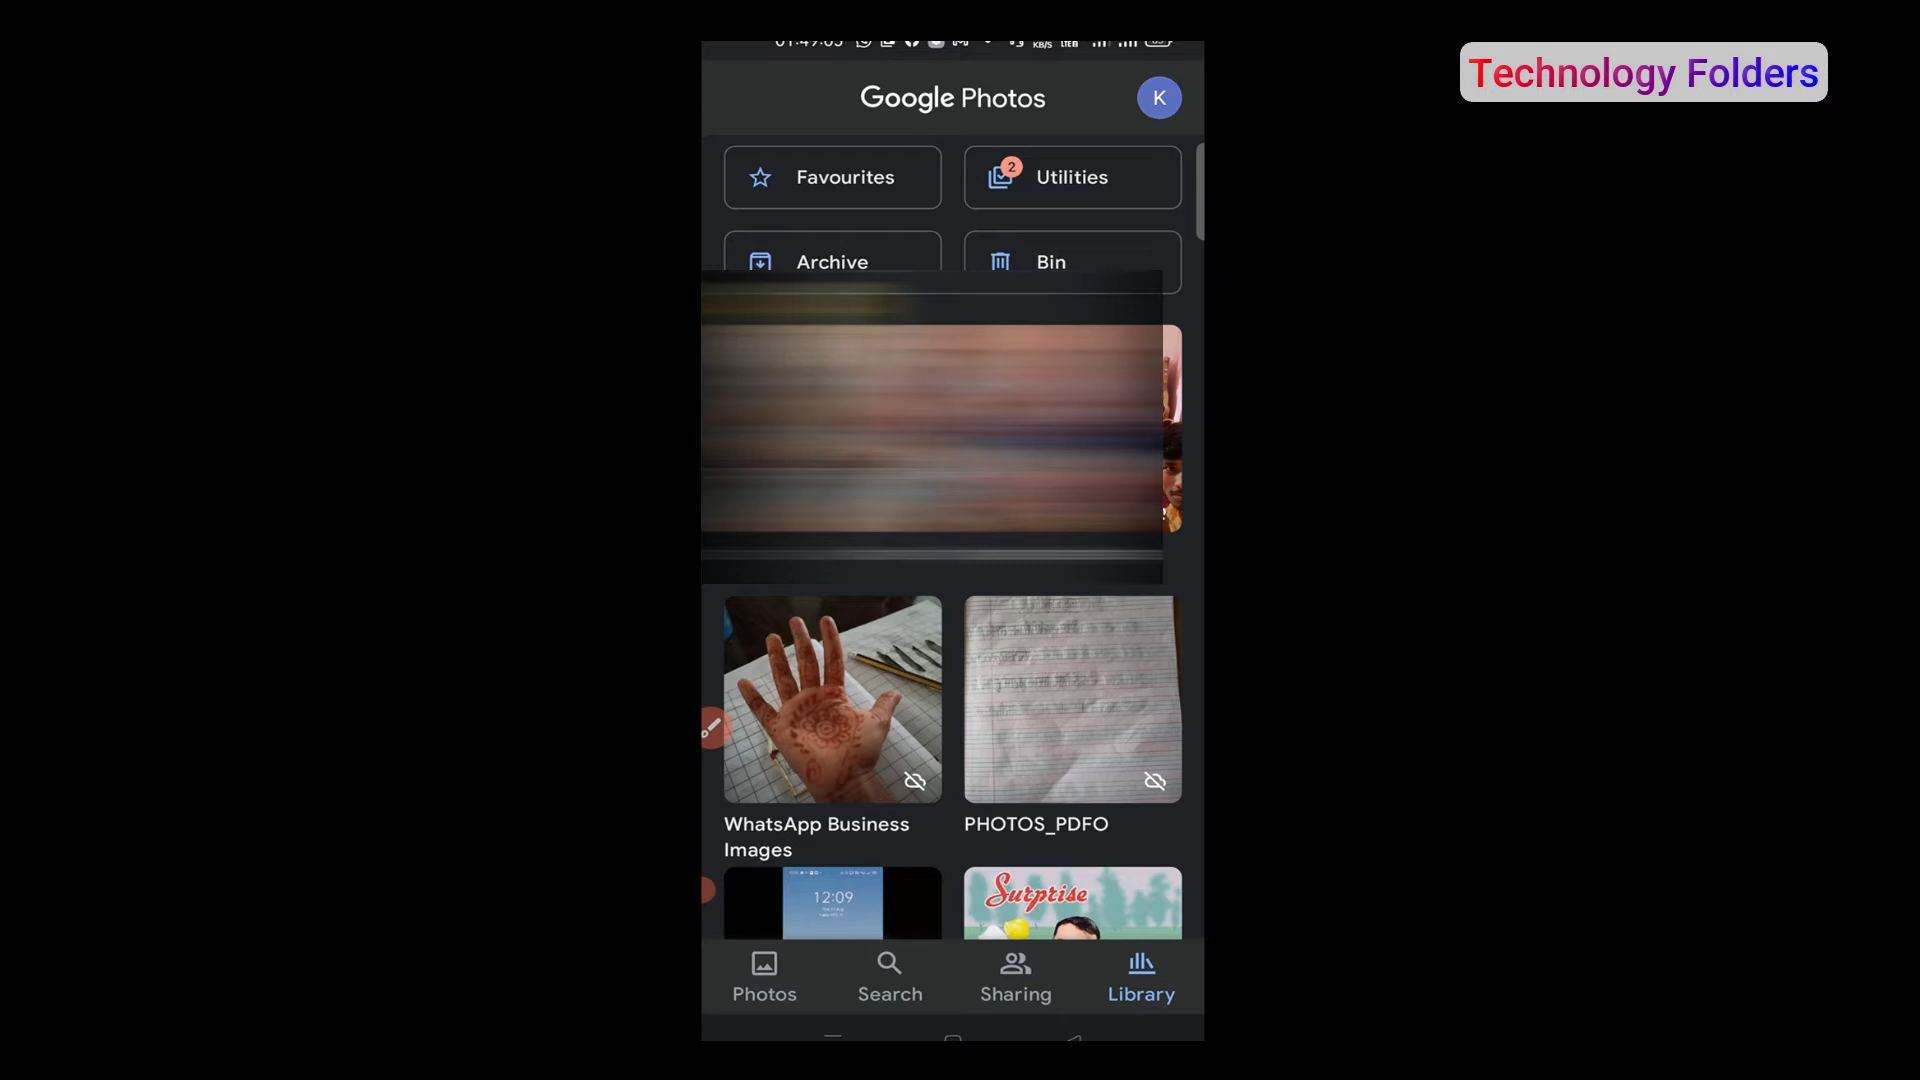 Technology Folders
Google Photos
K
Favourites
2
Utilities
Archive
Bin
WhatsApp Business
Images
PHOTOS_PDFO
12:09
Surprise
Photos
Search
Sharing
Library